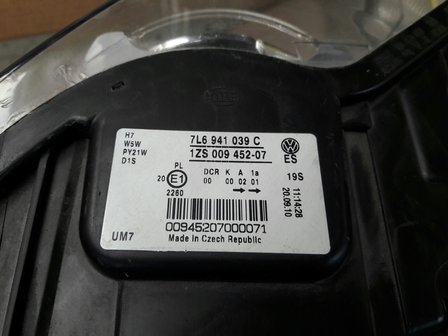 H7
W5W
PY21W
D1S
7L6 941 039 C
1ZS 009 452-07
ES
19S
11:14:28
20.09.10
PL
20 E1
2260
DCR K A 1a
00 00 02 01
00945207000071
Made in Czech Republic
UM7